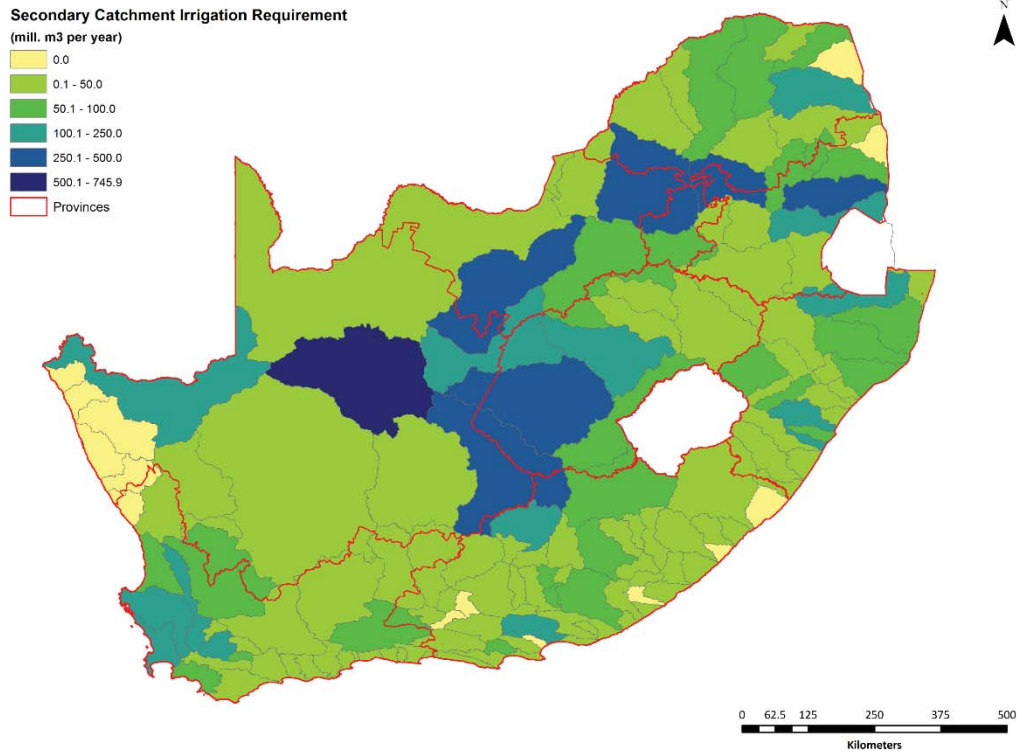 Secondary Catchment Irrigation Requirement
(mill. m3 per year)
0.0
0.1 - 50.0
50.1 - 100.0
100.1 - 250.0
250.1 - 500.0
500.1 - 745.9
Provinces
N
0 62.5 125 250 375 500
Kilometers